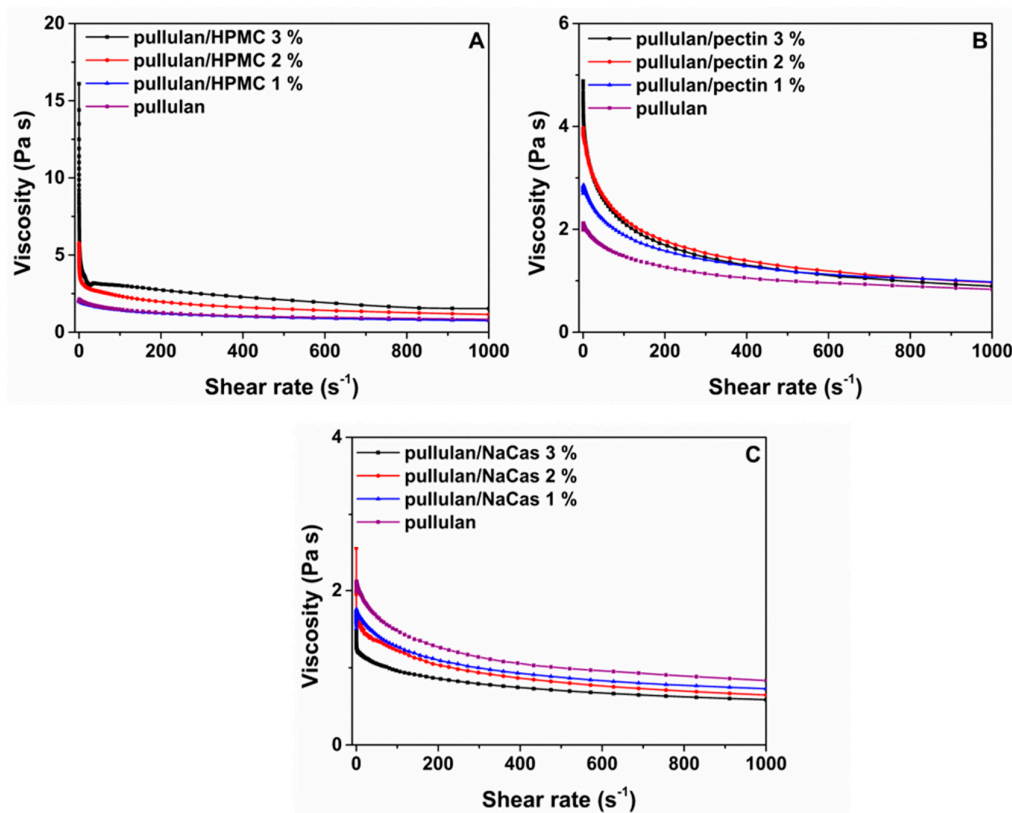 A
pullulan/HPMC 3 %
pullulan/HPMC 2 %
pullulan/HPMC 1 %
pullulan
Viscosity (Pa s)
20
15
10
5
0
0 200 400 600 800 1000
Shear rate (s⁻¹)
B
pullulan/pectin 3 %
pullulan/pectin 2 %
pullulan/pectin 1 %
pullulan
Viscosity (Pa s)
6
4
2
0
0 200 400 600 800 1000
Shear rate (s⁻¹)
C
pullulan/NaCas 3 %
pullulan/NaCas 2 %
pullulan/NaCas 1 %
pullulan
Viscosity (Pa s)
4
2
0
0 200 400 600 800 1000
Shear rate (s⁻¹)